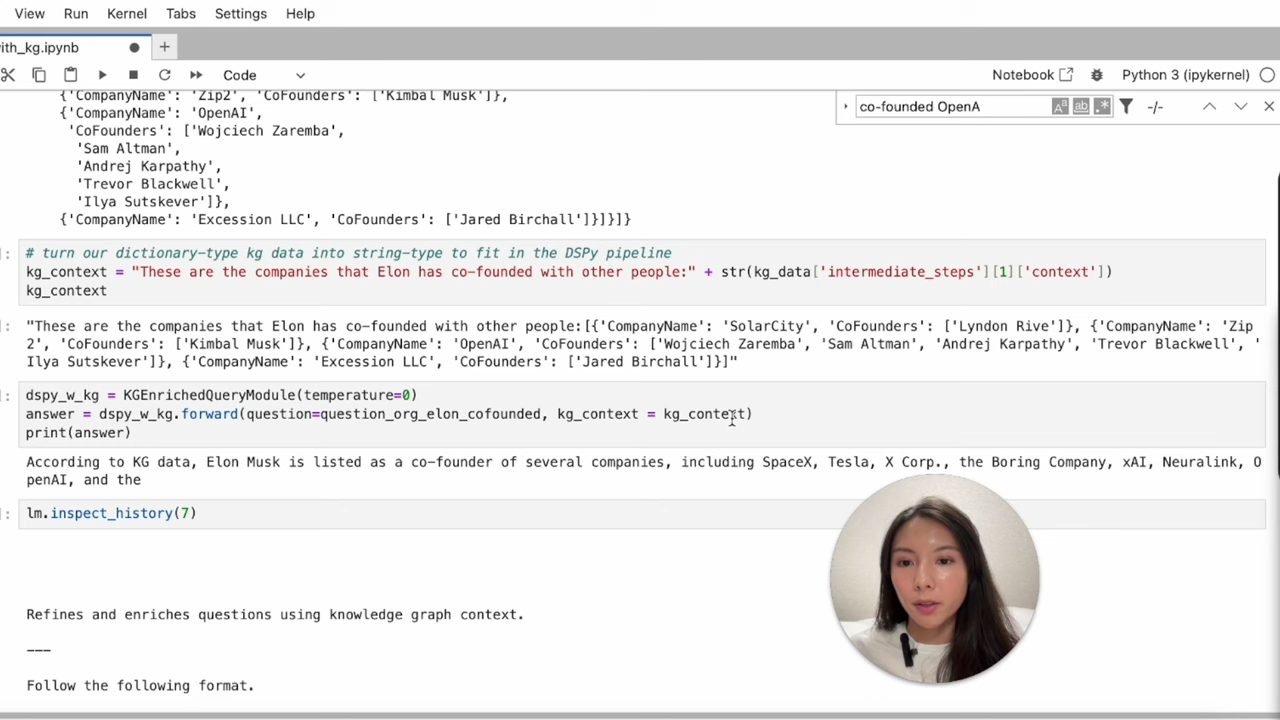 View Run Kernel Tabs Settings Help
ith_kg.ipynb
Code
Notebook Python 3 (ipykernel)
co-founded OpenA -/-
{'CompanyName': 'Zip2', 'CoFounders': ['Kimbal Musk']},
{'CompanyName': 'OpenAI',
'CoFounders': ['Wojciech Zaremba',
'Sam Altman',
'Andrej Karpathy',
'Trevor Blackwell',
'Ilya Sutskever']},
{'CompanyName': 'Excession LLC', 'CoFounders': ['Jared Birchall']}]}]}
]: # turn our dictionary-type kg data into string-type to fit in the DSPy pipeline
kg_context = "These are the companies that Elon has co-founded with other people:" + str(kg_data['intermediate_steps'][1]['context'])
kg_context
]: "These are the companies that Elon has co-founded with other people:[{'CompanyName': 'SolarCity', 'CoFounders': ['Lyndon Rive']}, {'CompanyName': 'Zip
2', 'CoFounders': ['Kimbal Musk']}, {'CompanyName': 'OpenAI', 'CoFounders': ['Wojciech Zaremba', 'Sam Altman', 'Andrej Karpathy', 'Trevor Blackwell', '
Ilya Sutskever']}, {'CompanyName': 'Excession LLC', 'CoFounders': ['Jared Birchall']}]"
]: dspy_w_kg = KGEnrichedQueryModule(temperature=0)
answer = dspy_w_kg.forward(question=question_org_elon_cofounded, kg_context = kg_context)
print(answer)
According to KG data, Elon Musk is listed as a co-founder of several companies, including SpaceX, Tesla, X Corp., the Boring Company, xAI, Neuralink, O
penAI, and the
]: lm.inspect_history(7)
Refines and enriches questions using knowledge graph context.
---
Follow the following format.